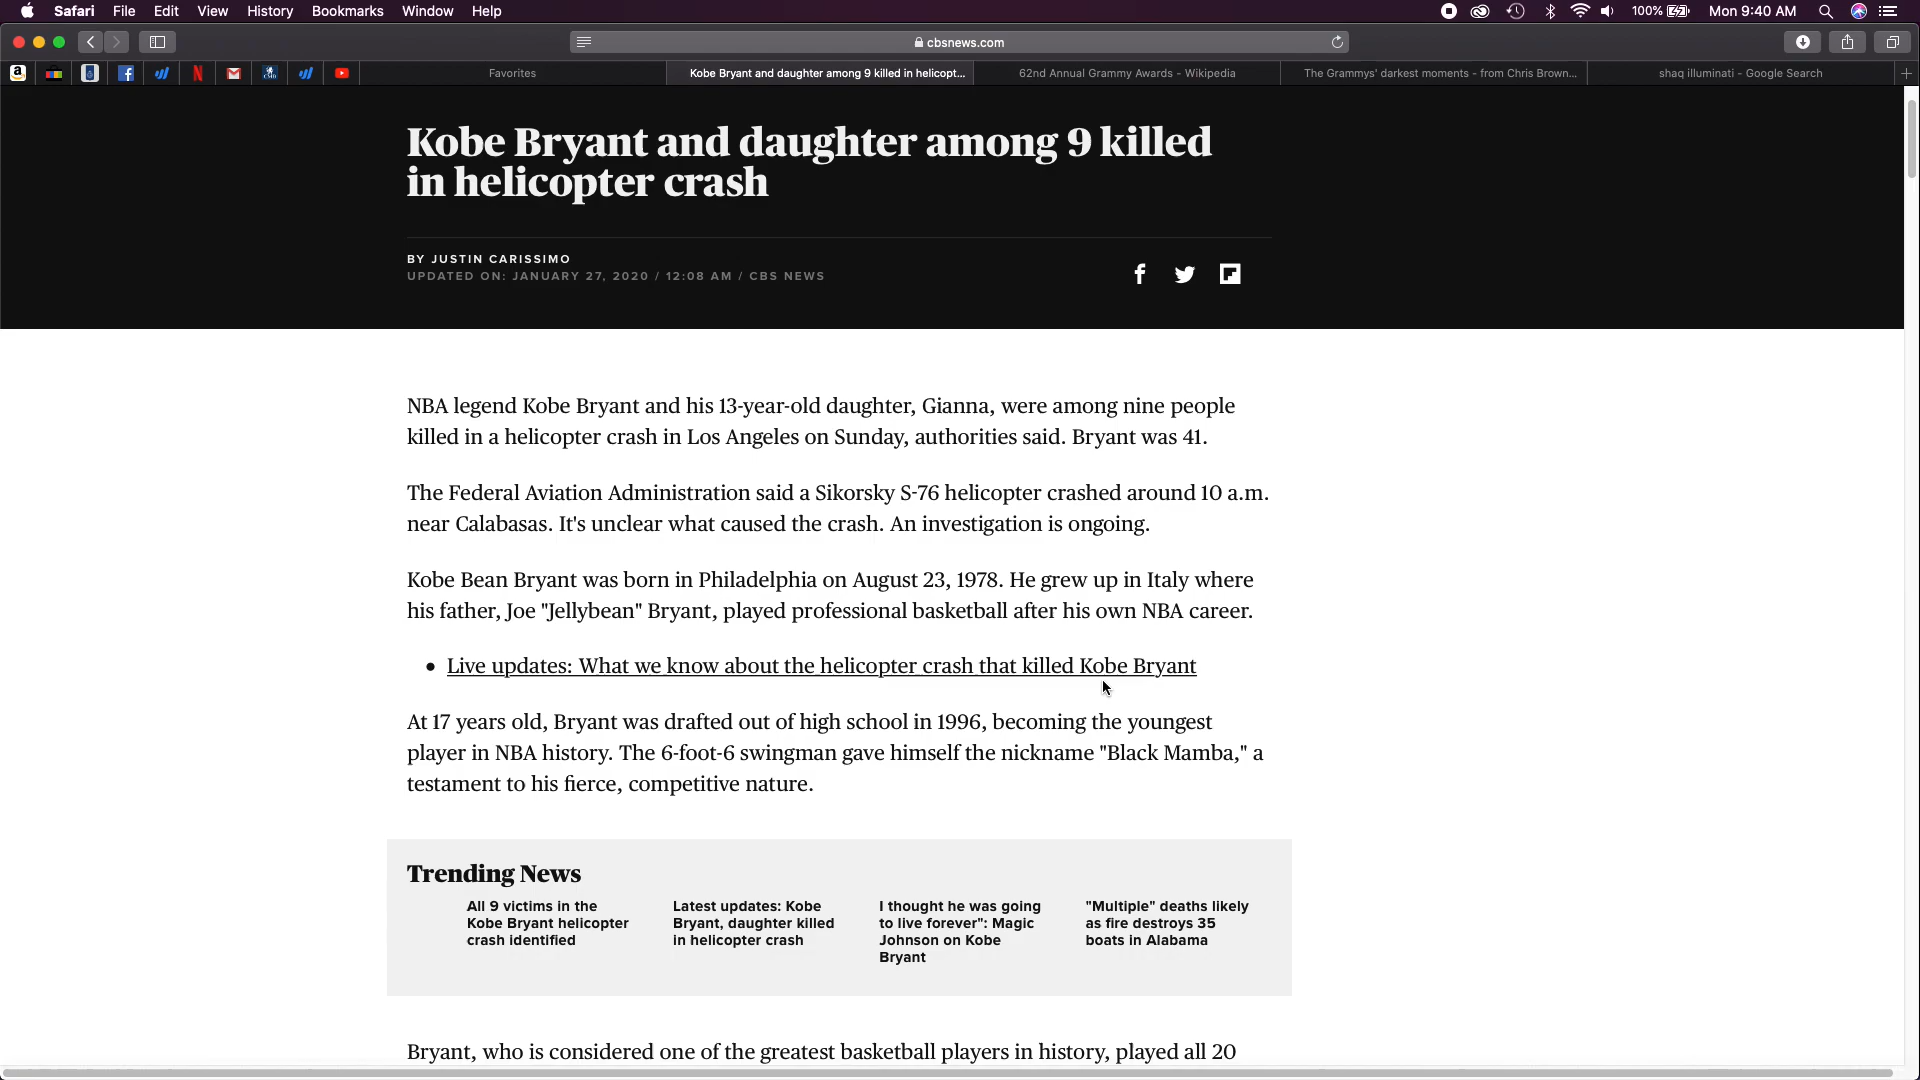 Safari File Edit View History Bookmarks Window Help 100% Mon 9:40 AM
cbsnews.com
Favorites
Kobe Bryant and daughter among 9 killed in helicopt...
62nd Annual Grammy Awards - Wikipedia
The Grammys' darkest moments - from Chris Brown...
shaq illuminati - Google Search
Kobe Bryant and daughter among 9 killed
in helicopter crash
BY JUSTIN CARISSIMO
UPDATED ON: JANUARY 27, 2020 / 12:08 AM / CBS NEWS
NBA legend Kobe Bryant and his 13-year-old daughter, Gianna, were among nine people
killed in a helicopter crash in Los Angeles on Sunday, authorities said. Bryant was 41.
The Federal Aviation Administration said a Sikorsky S-76 helicopter crashed around 10 a.m.
near Calabasas. It's unclear what caused the crash. An investigation is ongoing.
Kobe Bean Bryant was born in Philadelphia on August 23, 1978. He grew up in Italy where
his father, Joe "Jellybean" Bryant, played professional basketball after his own NBA career.
• Live updates: What we know about the helicopter crash that killed Kobe Bryant
At 17 years old, Bryant was drafted out of high school in 1996, becoming the youngest
player in NBA history. The 6-foot-6 swingman gave himself the nickname "Black Mamba," a
testament to his fierce, competitive nature.
Trending News
All 9 victims in the
Kobe Bryant helicopter
crash identified
Latest updates: Kobe
Bryant, daughter killed
in helicopter crash
I thought he was going
to live forever": Magic
Johnson on Kobe
Bryant
"Multiple" deaths likely
as fire destroys 35
boats in Alabama
Bryant, who is considered one of the greatest basketball players in history, played all 20